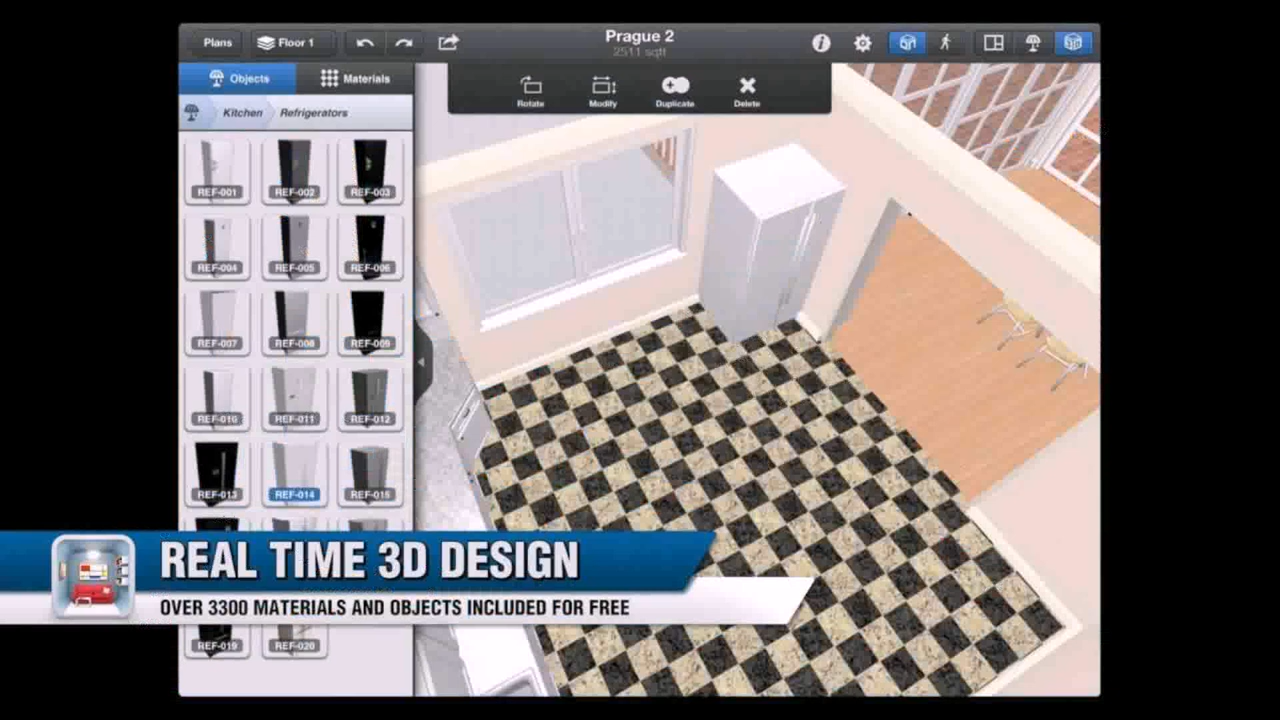 Plans
Floor 1
Prague 2
2511 sqft
Objects
Materials
Rotate
Modify
Duplicate
Delete
Kitchen
Refrigerators
REF-001
REF-002
REF-003
REF-004
REF-005
REF-006
REF-007
REF-008
REF-009
REF-010
REF-011
REF-012
REF-013
REF-014
REF-015
REAL TIME 3D DESIGN
OVER 3300 MATERIALS AND OBJECTS INCLUDED FOR FREE
REF-019
REF-020